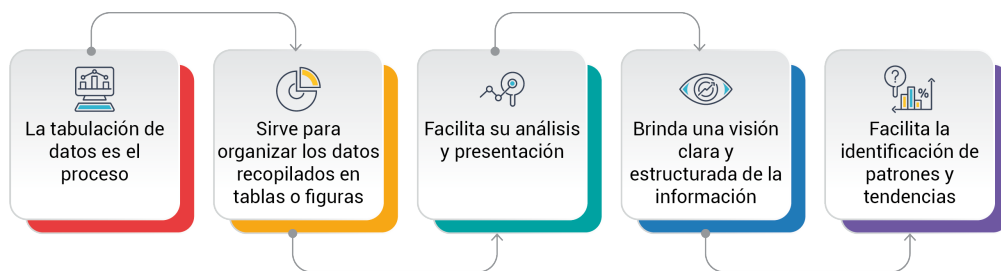 La tabulación de
datos es el
proceso
Sirve para
organizar los datos
recopilados en
tablas o figuras
Facilita su análisis
y presentación
Brinda una visión
clara y
estructurada de la
información
?
%
Facilita la
identificación de
patrones y
tendencias